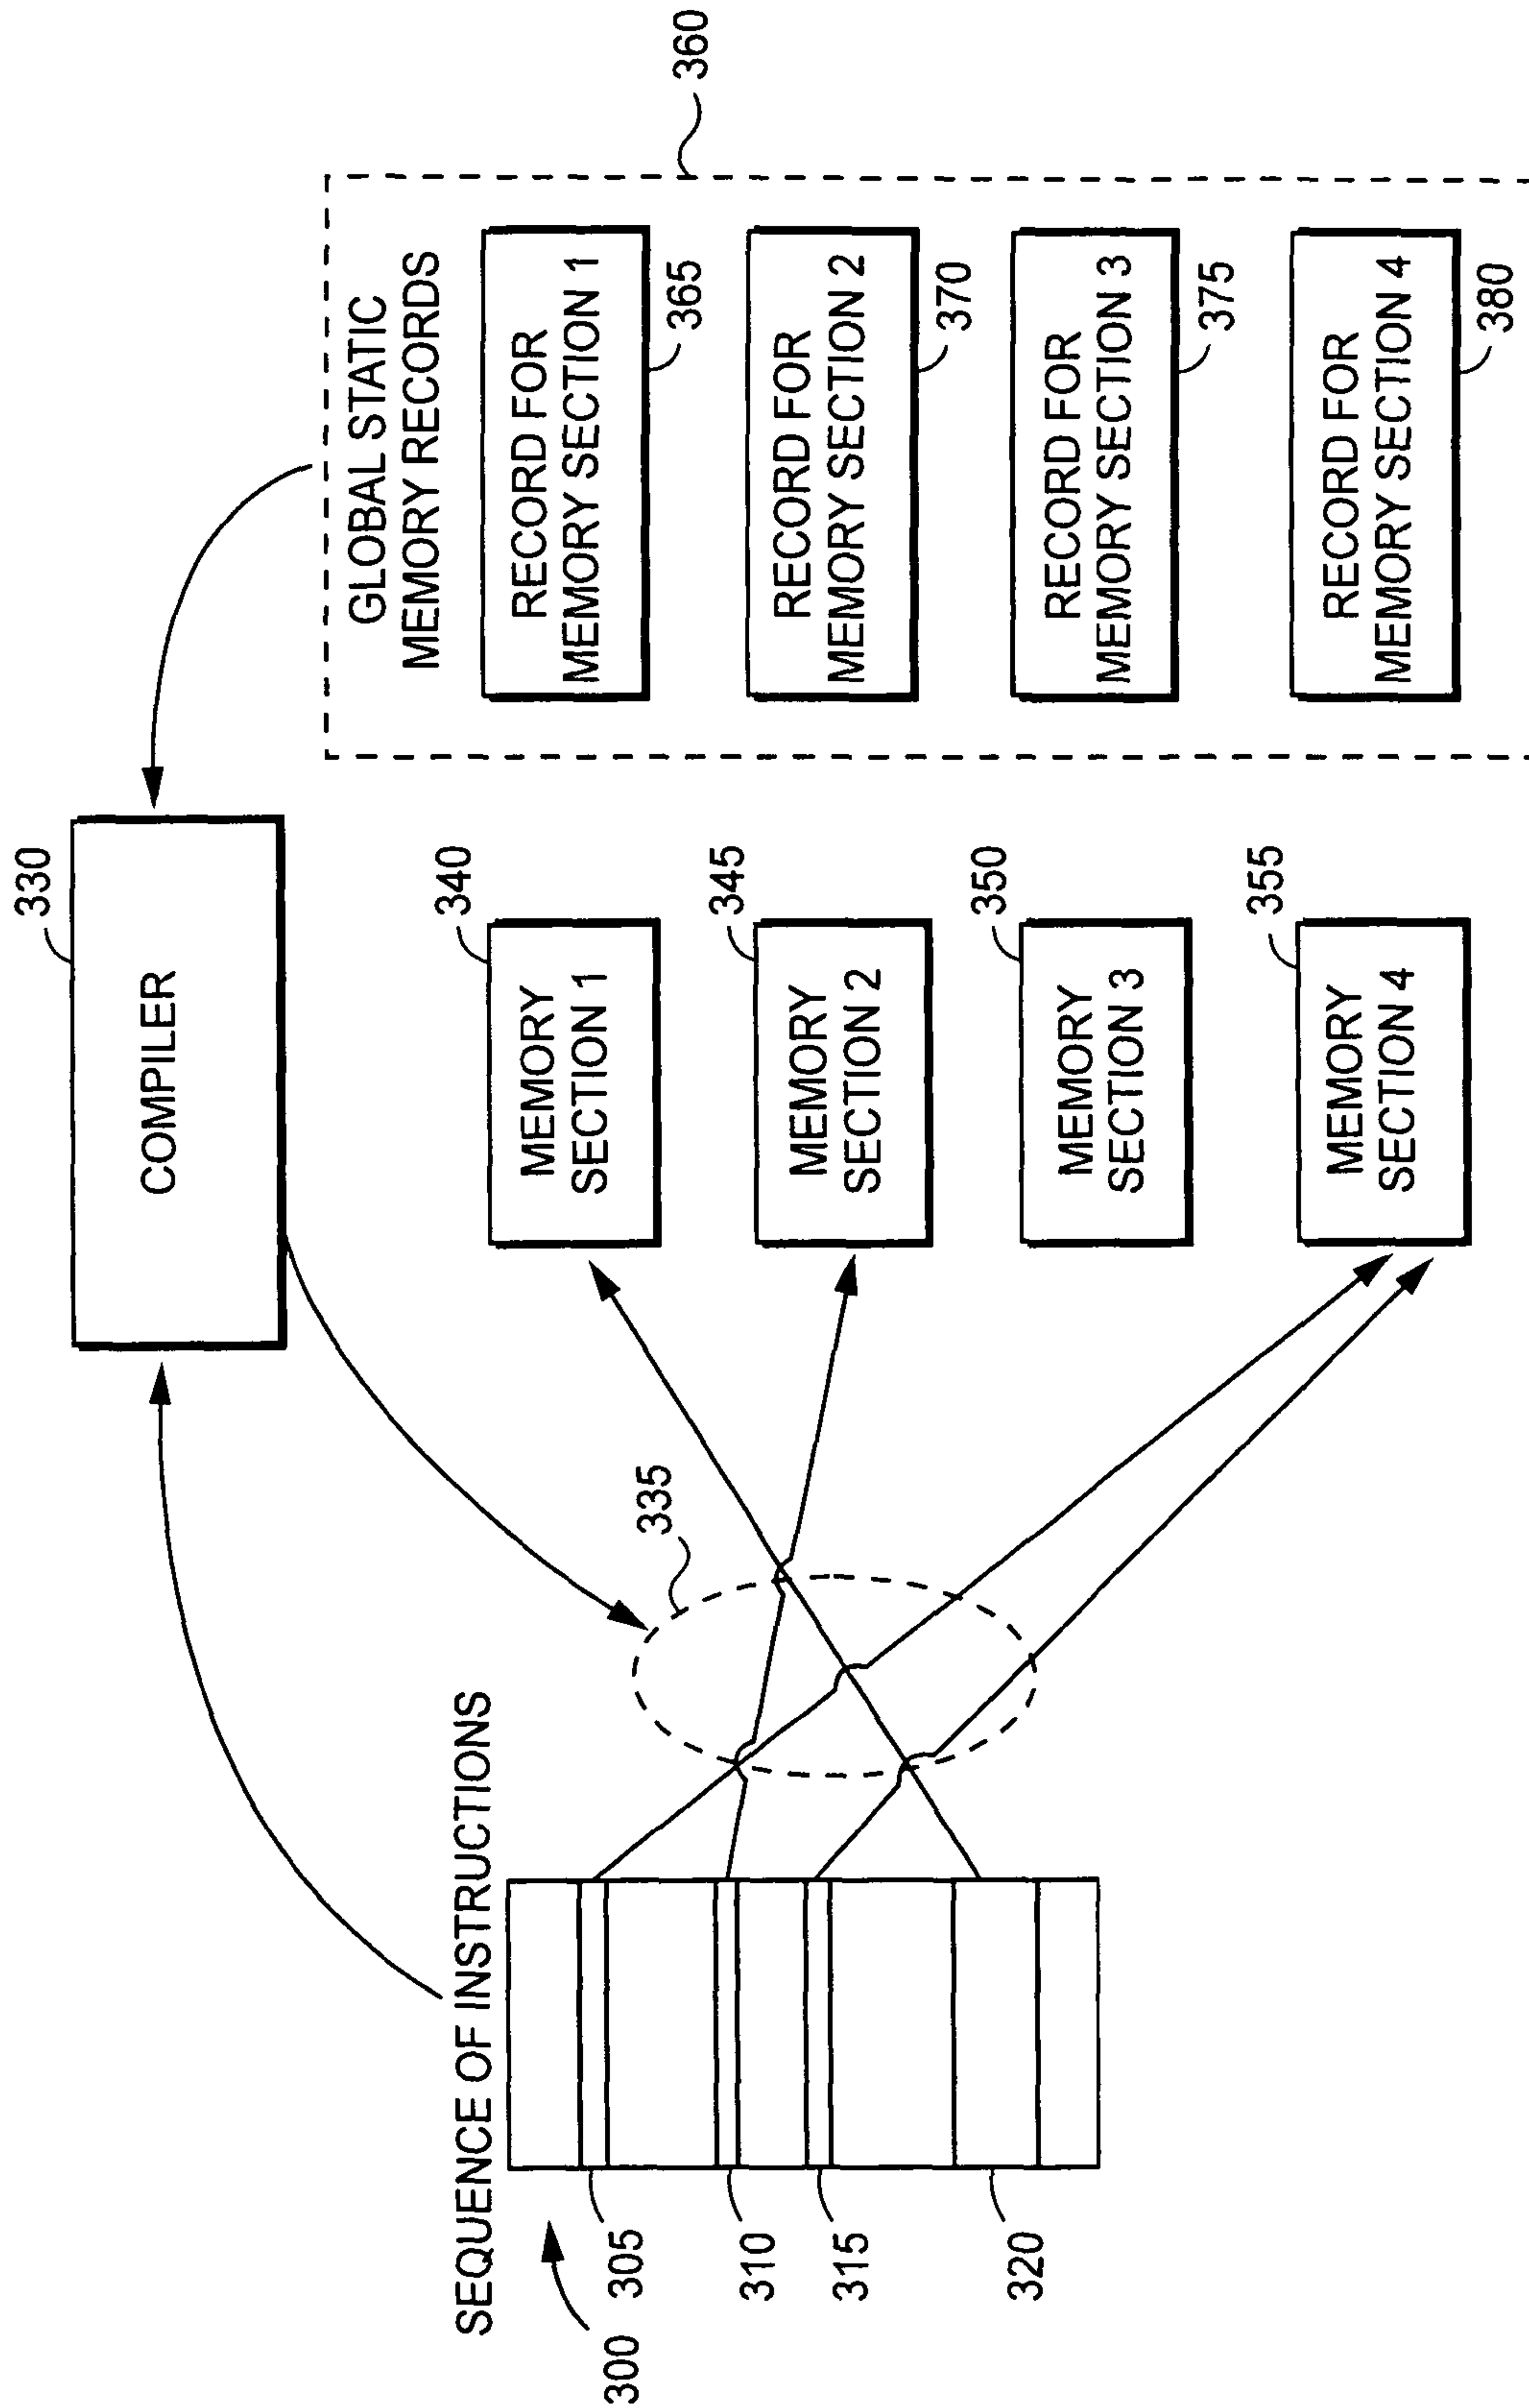 330
COMPILER
SEQUENCE OF INSTRUCTIONS
300
305
310
315
320
335
340
MEMORY
SECTION 1
345
MEMORY
SECTION 2
350
MEMORY
SECTION 3
355
MEMORY
SECTION 4
360
GLOBAL STATIC
MEMORY RECORDS
RECORD FOR
MEMORY SECTION 1
365
RECORD FOR
MEMORY SECTION 2
370
RECORD FOR
MEMORY SECTION 3
375
RECORD FOR
MEMORY SECTION 4
380